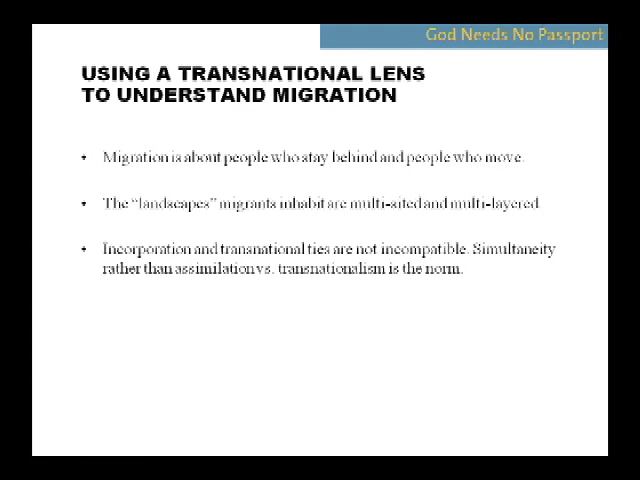 God Needs No Passport
USING A TRANSNATIONAL LENS
TO UNDERSTAND MIGRATION
• Migration is about people who stay behind and people who move.
• The “landscapes” migrants inhabit are multi-sited and multi-layered
• Incorporation and transnational ties are not incompatible. Simultaneity
rather than assimilation vs. transnationalism is the norm.